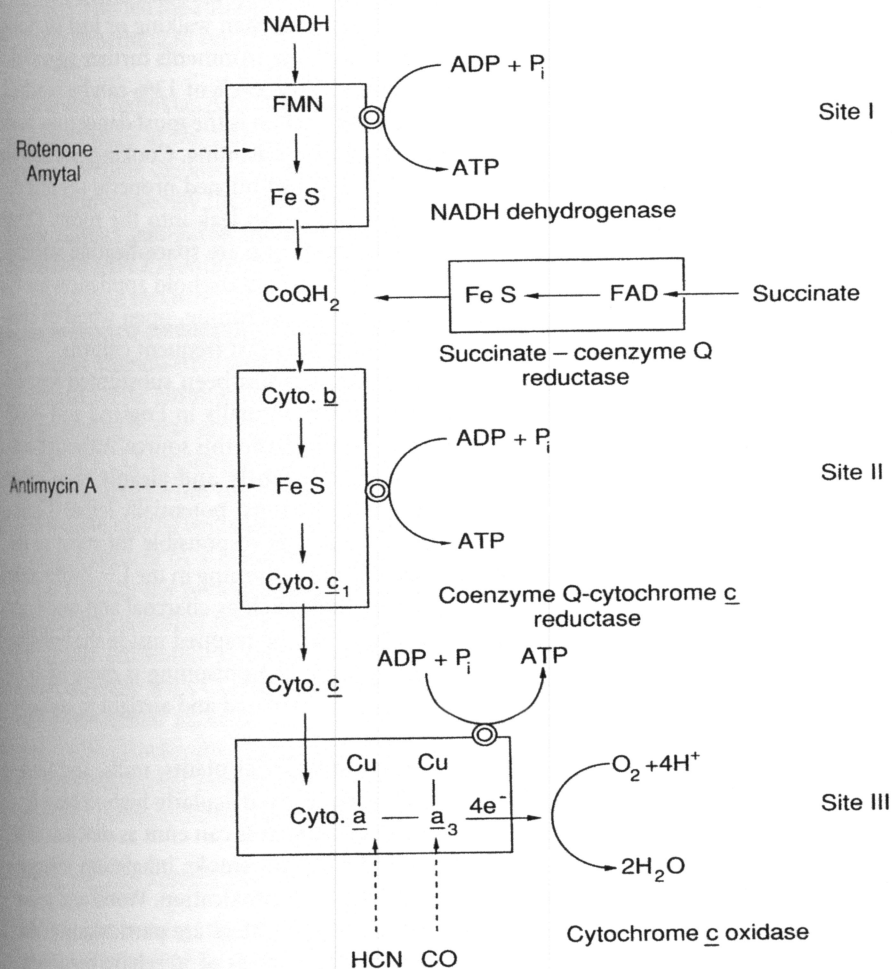 NADH
ADP + Pi
FMN
Site I
Rotenone
Amytal
ATP
Fe S
NADH dehydrogenase
CoQH2
Fe S
FAD
Succinate
Succinate – coenzyme Q
reductase
Cyto. b
ADP + Pi
Antimycin A
Fe S
Site II
ATP
Cyto. c1
Coenzyme Q-cytochrome c
reductase
ADP + Pi
ATP
Cyto. c
Cu
Cu
O2 +4H+
Cyto. a
a3
4e-
Site III
2H2O
Cytochrome c oxidase
HCN
CO